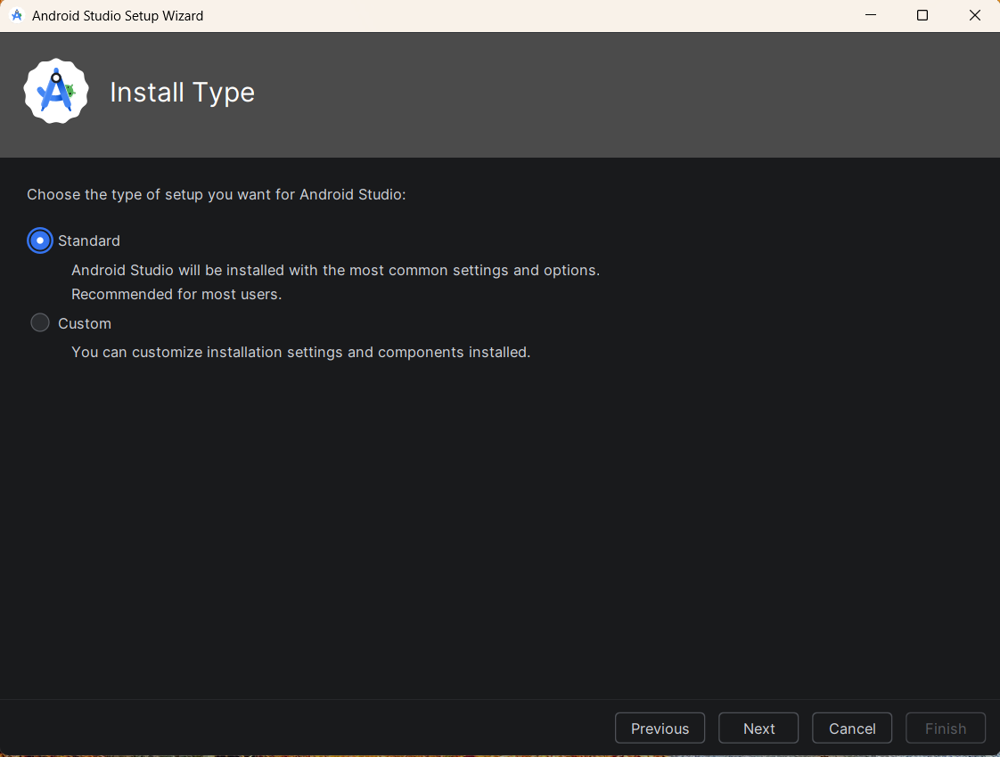 Android Studio Setup Wizard
Install Type
Choose the type of setup you want for Android Studio:
Standard
Android Studio will be installed with the most common settings and options.
Recommended for most users.
Custom
You can customize installation settings and components installed.
Previous Next Cancel Finish